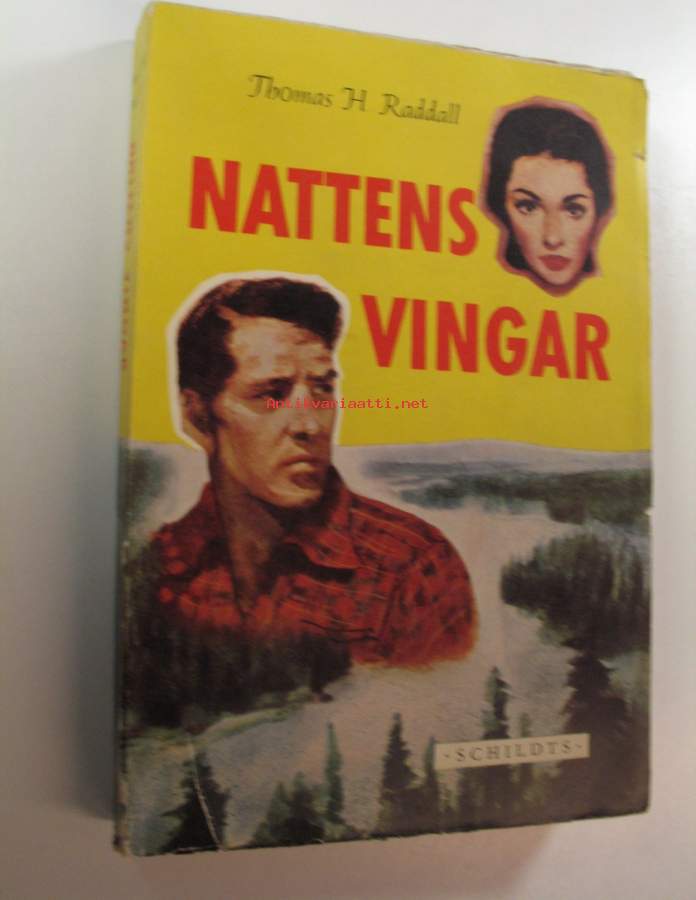 Thomas H. Raddall
NATTENS
VINGAR
Antikvariaatti.net
·SCHILDTS·